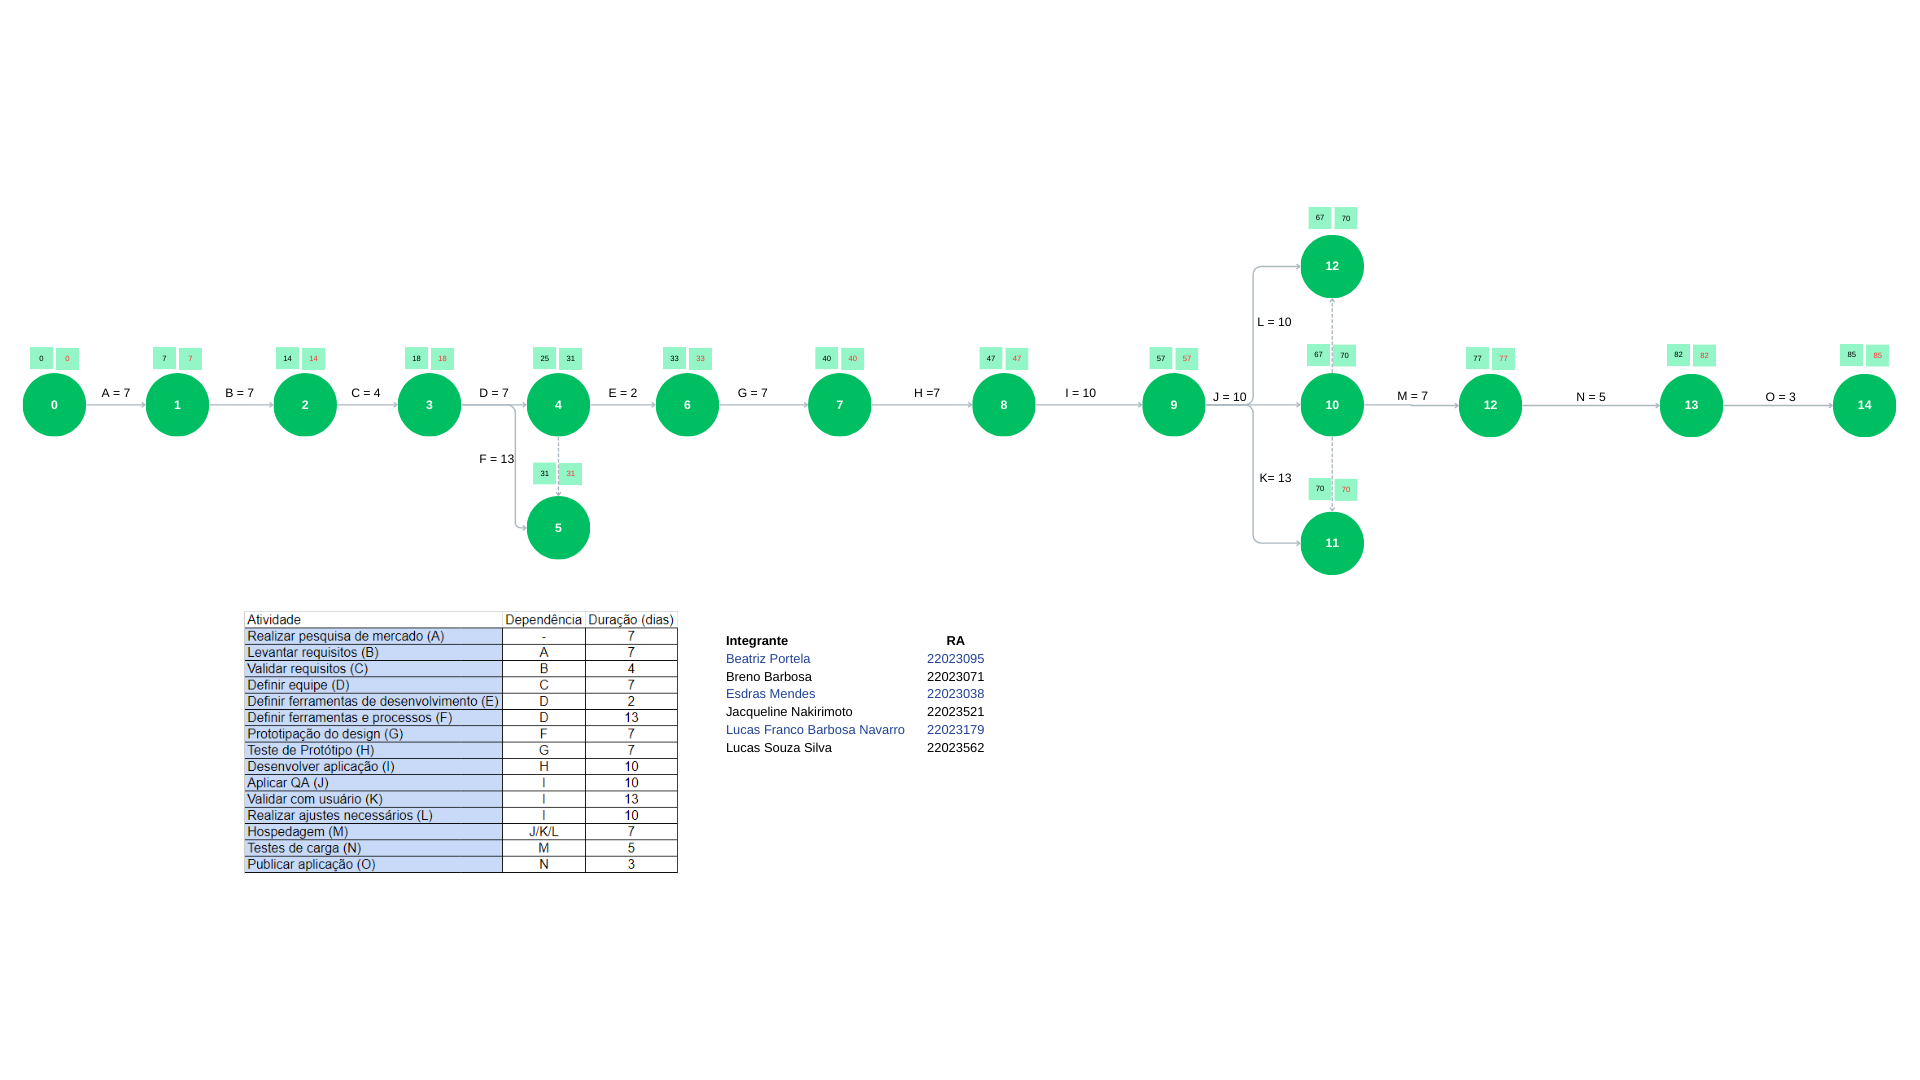 67 70
12
L = 10
0 0
7 7
14 14
18 18
25 31
33 33
40 40
47 47
57 57
67 70
77 77
82 82
85 85
0
A = 7
1
B = 7
2
C = 4
3
D = 7
4
E = 2
6
G = 7
7
H =7
8
I = 10
9
J = 10
10
M = 7
12
N = 5
13
O = 3
14
F = 13
31 31
5
K= 13
70 70
11
Atividade Dependência Duração (dias)
Realizar pesquisa de mercado (A) - 7
Levantar requisitos (B) A 7
Validar requisitos (C) B 4
Definir equipe (D) C 7
Definir ferramentas de desenvolvimento (E) D 2
Definir ferramentas e processos (F) D 13
Prototipação do design (G) F 7
Teste de Protótipo (H) G 7
Desenvolver aplicação (I) H 10
Aplicar QA (J) I 10
Validar com usuário (K) I 13
Realizar ajustes necessários (L) I 10
Hospedagem (M) J/K/L 7
Testes de carga (N) M 5
Publicar aplicação (O) N 3
Integrante RA
Beatriz Portela 22023095
Breno Barbosa 22023071
Esdras Mendes 22023038
Jacqueline Nakirimoto 22023521
Lucas Franco Barbosa Navarro 22023179
Lucas Souza Silva 22023562